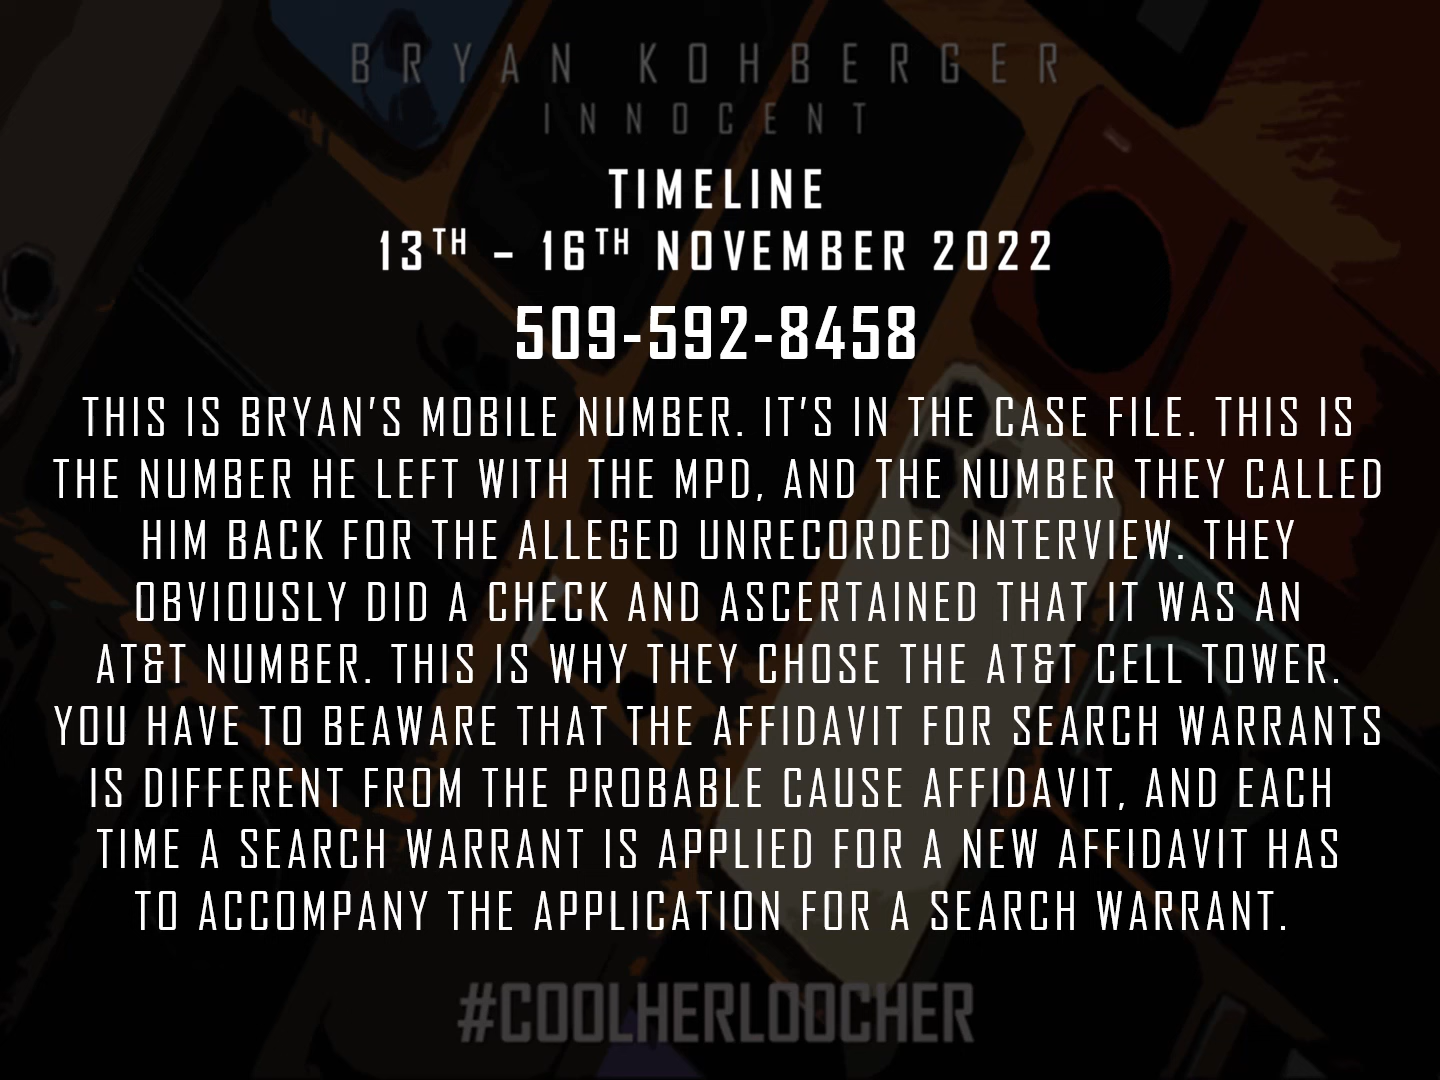 BRYAN KOHBERGER
INNOCENT
TIMELINE
13TH – 16TH NOVEMBER 2022
509-592-8458
THIS IS BRYAN'S MOBILE NUMBER. IT'S IN THE CASE FILE. THIS IS
THE NUMBER HE LEFT WITH THE MPD, AND THE NUMBER THEY CALLED
HIM BACK FOR THE ALLEGED UNRECORDED INTERVIEW. THEY
OBVIOUSLY DID A CHECK AND ASCERTAINED THAT IT WAS AN
AT&T NUMBER. THIS IS WHY THEY CHOSE THE AT&T CELL TOWER.
YOU HAVE TO BEAWARE THAT THE AFFIDAVIT FOR SEARCH WARRANTS
IS DIFFERENT FROM THE PROBABLE CAUSE AFFIDAVIT, AND EACH
TIME A SEARCH WARRANT IS APPLIED FOR A NEW AFFIDAVIT HAS
TO ACCOMPANY THE APPLICATION FOR A SEARCH WARRANT.
#COOLHERLOOCHER